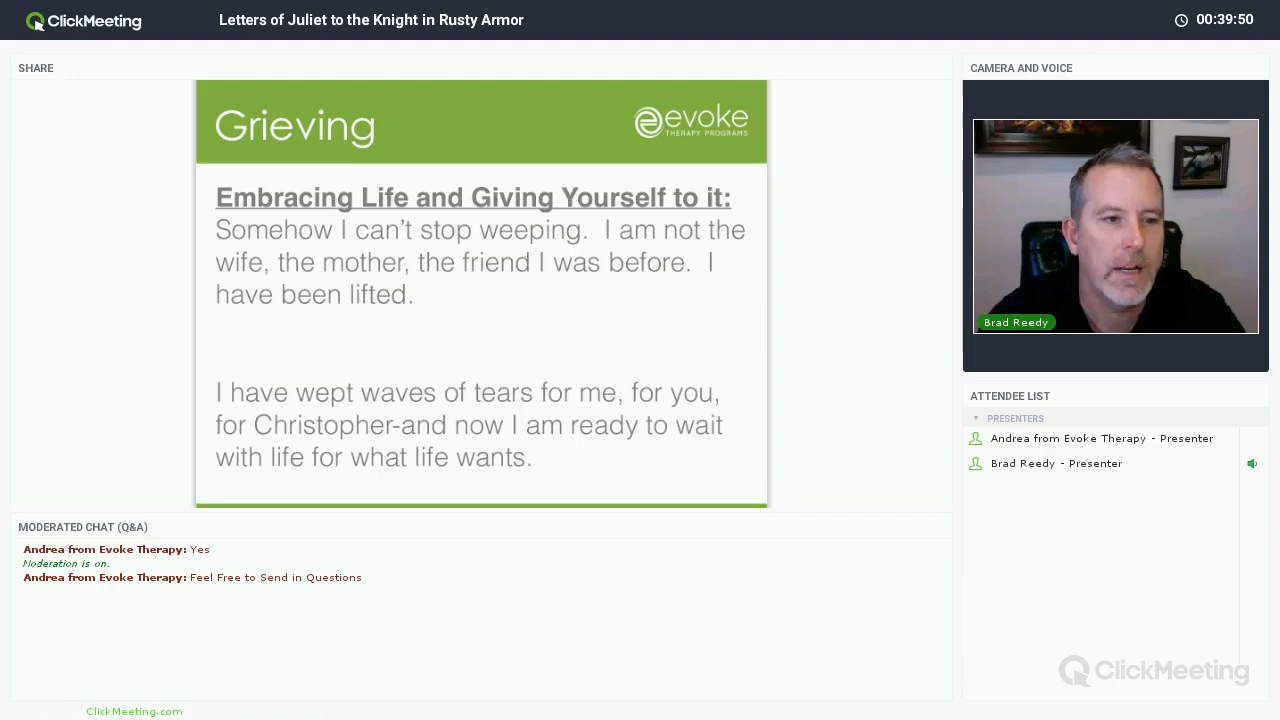 ClickMeeting
Letters of Juliet to the Knight in Rusty Armor
00:39:50
SHARE
Grieving
evoke
THERAPY PROGRAMS
Embracing Life and Giving Yourself to it:
Somehow I can't stop weeping. I am not the
wife, the mother, the friend I was before. I
have been lifted.
I have wept waves of tears for me, for you,
for Christopher-and now I am ready to wait
with life for what life wants.
CAMERA AND VOICE
Brad Reedy
ATTENDEE LIST
PRESENTERS
Andrea from Evoke Therapy - Presenter
Brad Reedy - Presenter
MODERATED CHAT (Q&A)
Andrea from Evoke Therapy: Yes
Moderation is on.
Andrea from Evoke Therapy: Feel Free to Send in Questions
ClickMeeting
ClickMeeting.com